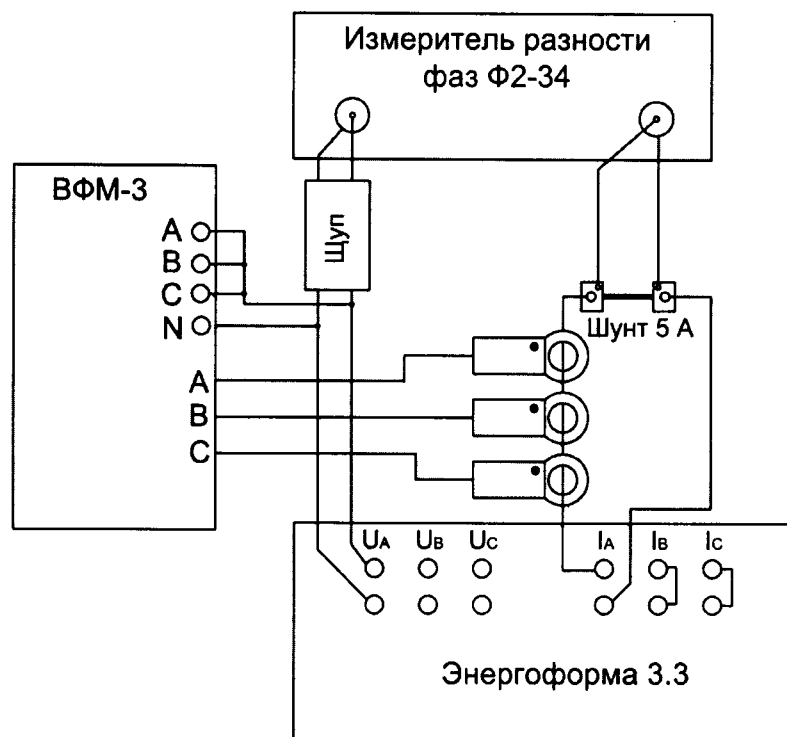 Измеритель разности
фаз Ф2-34
ВФМ-3
A
B
C
N
A
B
C
Щуп
Шунт 5 А
UA UB UC IA IB IC
Энергоформа 3.3